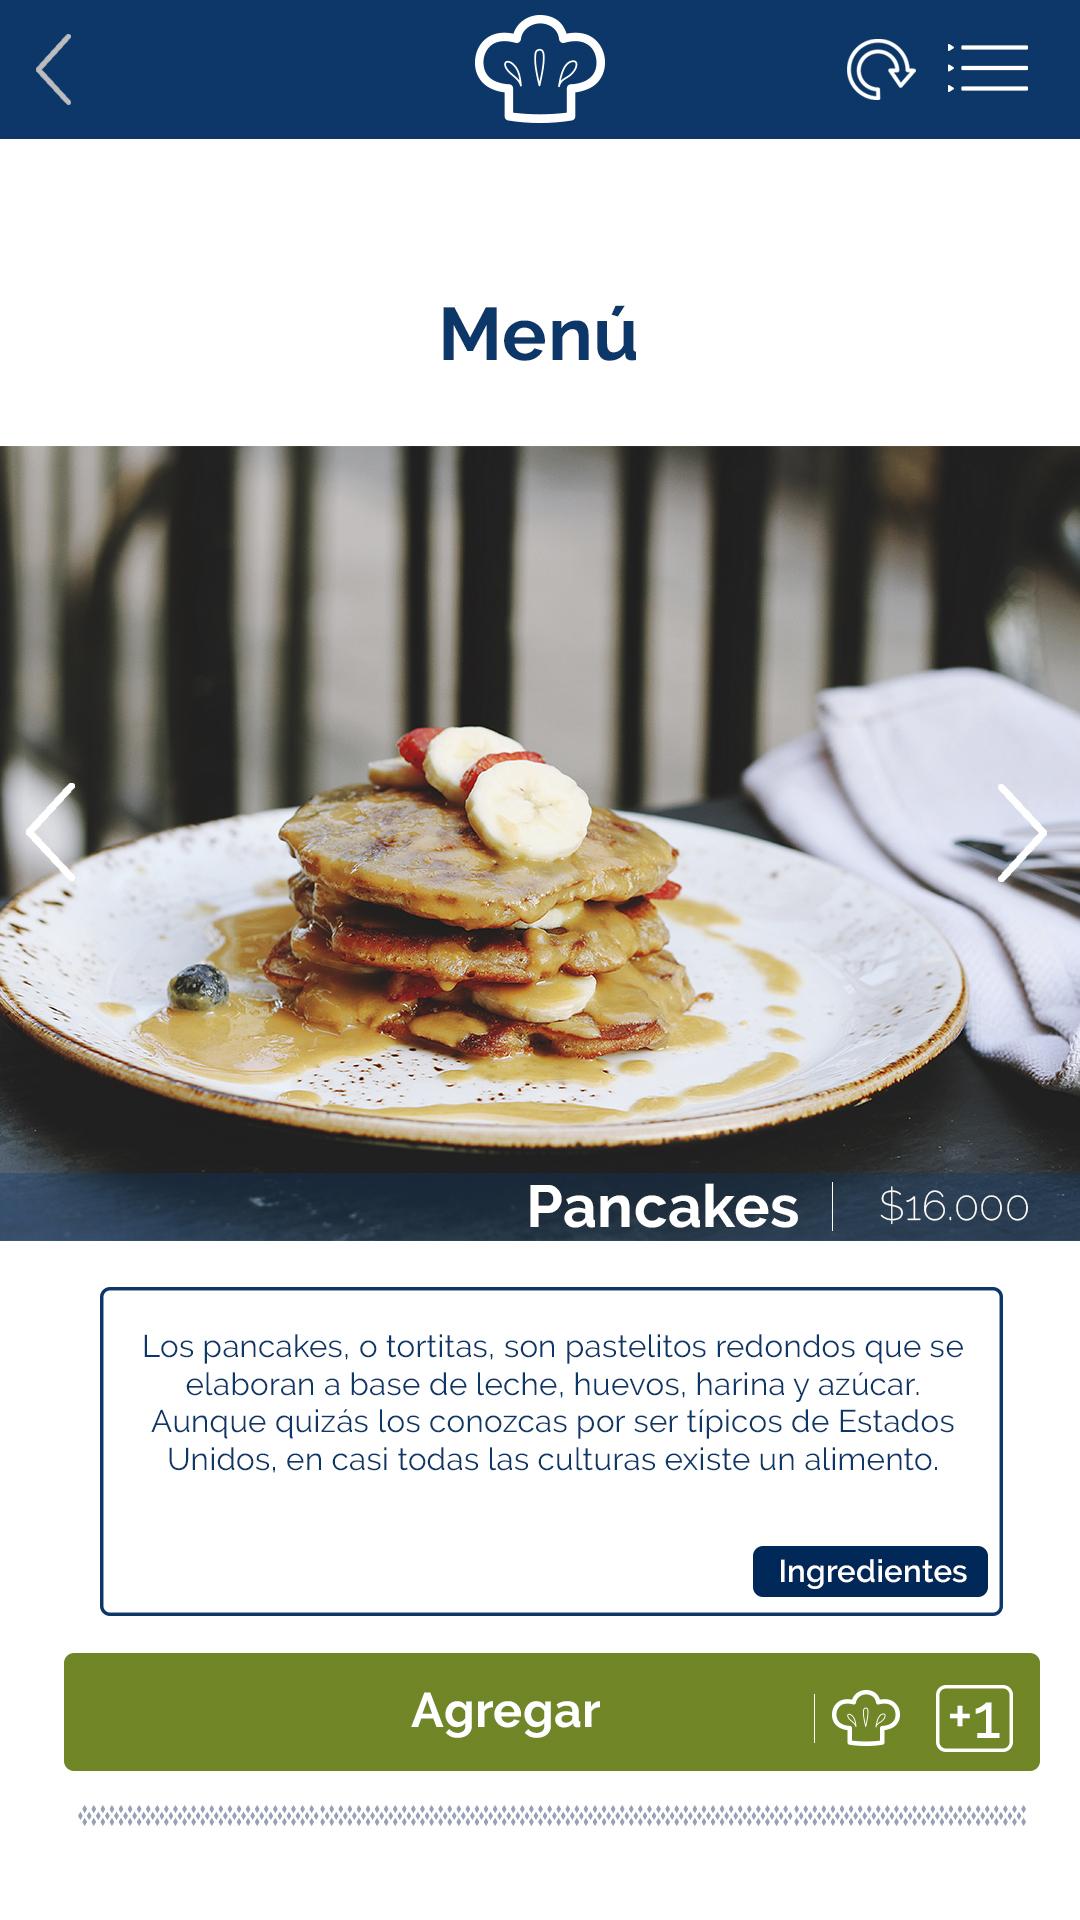 Menú
Pancakes
$16.000
Los pancakes, o tortitas, son pastelitos redondos que se
elaboran a base de leche, huevos, harina y azúcar.
Aunque quizás los conozcas por ser típicos de Estados
Unidos, en casi todas las culturas existe un alimento.
Ingredientes
Agregar
+1